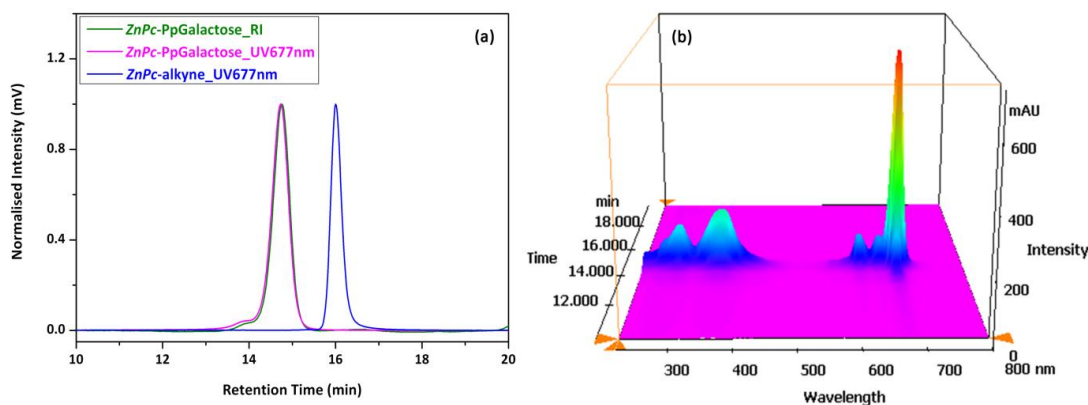 (a)
ZnPc-PpGalactose_RI
ZnPc-PpGalactose_UV677nm
ZnPc-alkyne_UV677nm
Normalised Intensity (mV)
1.2
0.8
0.4
0.0
10 12 14 16 18 20
Retention Time (min)
(b)
mAU
600
400
Intensity
200
0
min
18.000
16.000
Time
14.000
12.000
300 400 500 600 700 800 nm
Wavelength